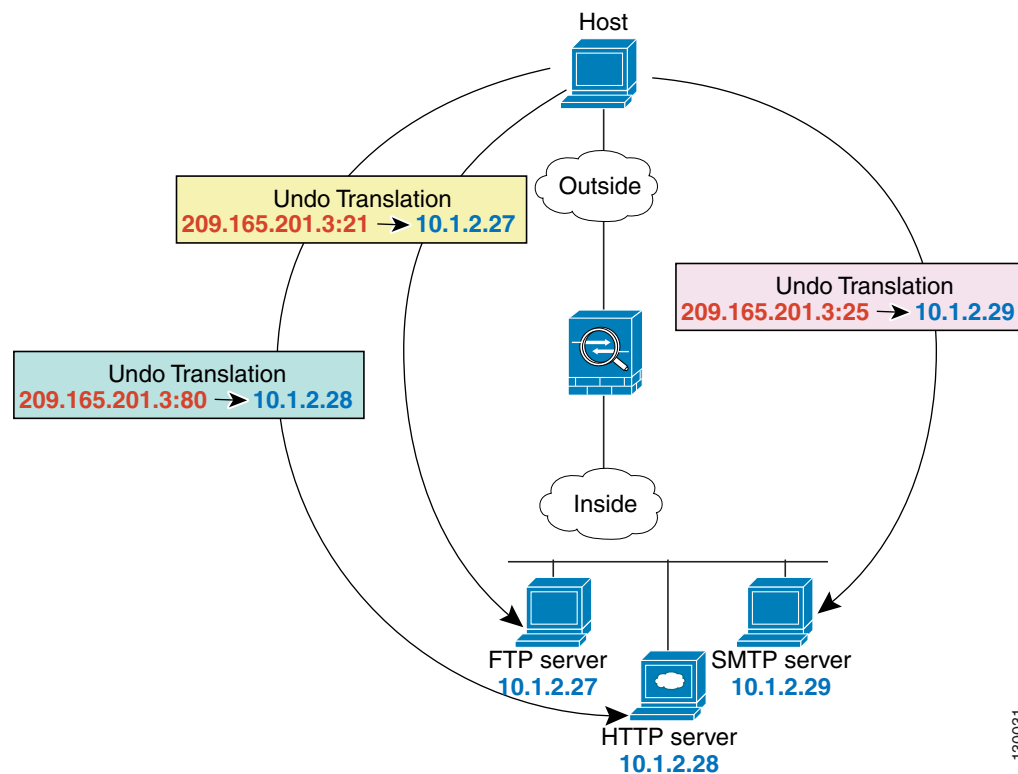 Host
Outside
Undo Translation
209.165.201.3:21 → 10.1.2.27
Undo Translation
209.165.201.3:25 → 10.1.2.29
Undo Translation
209.165.201.3:80 → 10.1.2.28
Inside
FTP server
10.1.2.27
SMTP server
10.1.2.29
HTTP server
10.1.2.28
130031